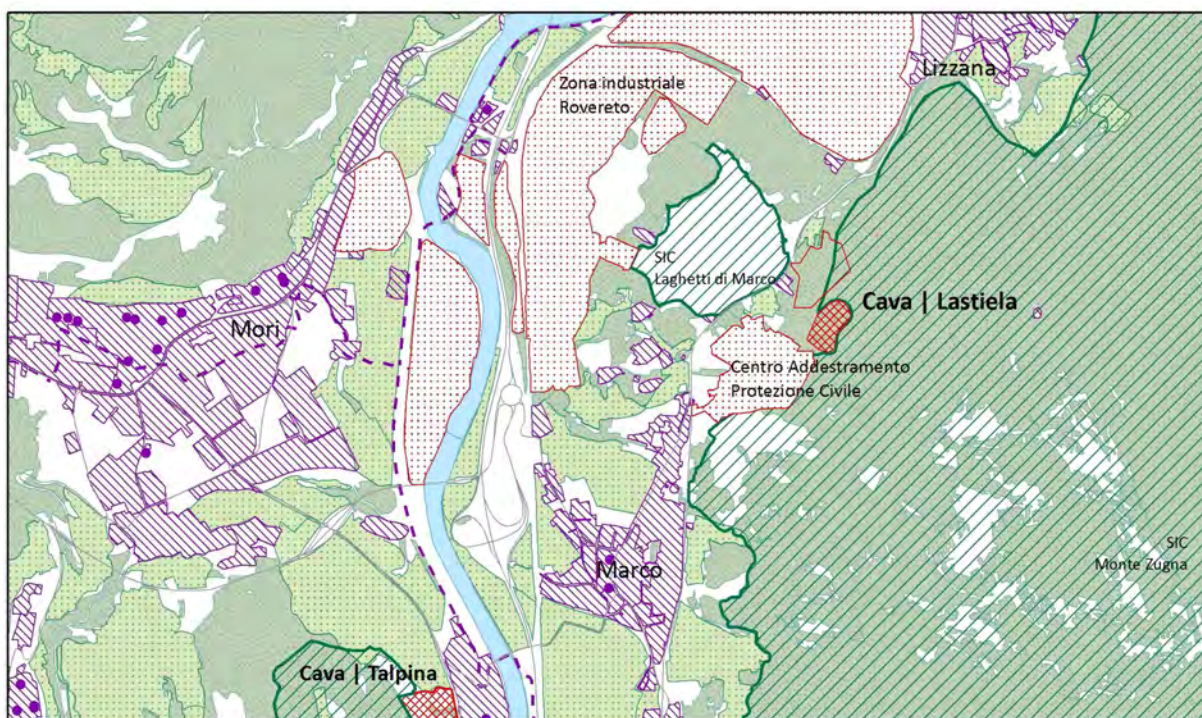 Lizzana
Zona industriale
Rovereto
SIC
Laghetti di Marco
Cava | Lastiela
Mori
Centro Addestramento
Protezione Civile
SIC
Monte Zugna
Marco
Cava | Talpina